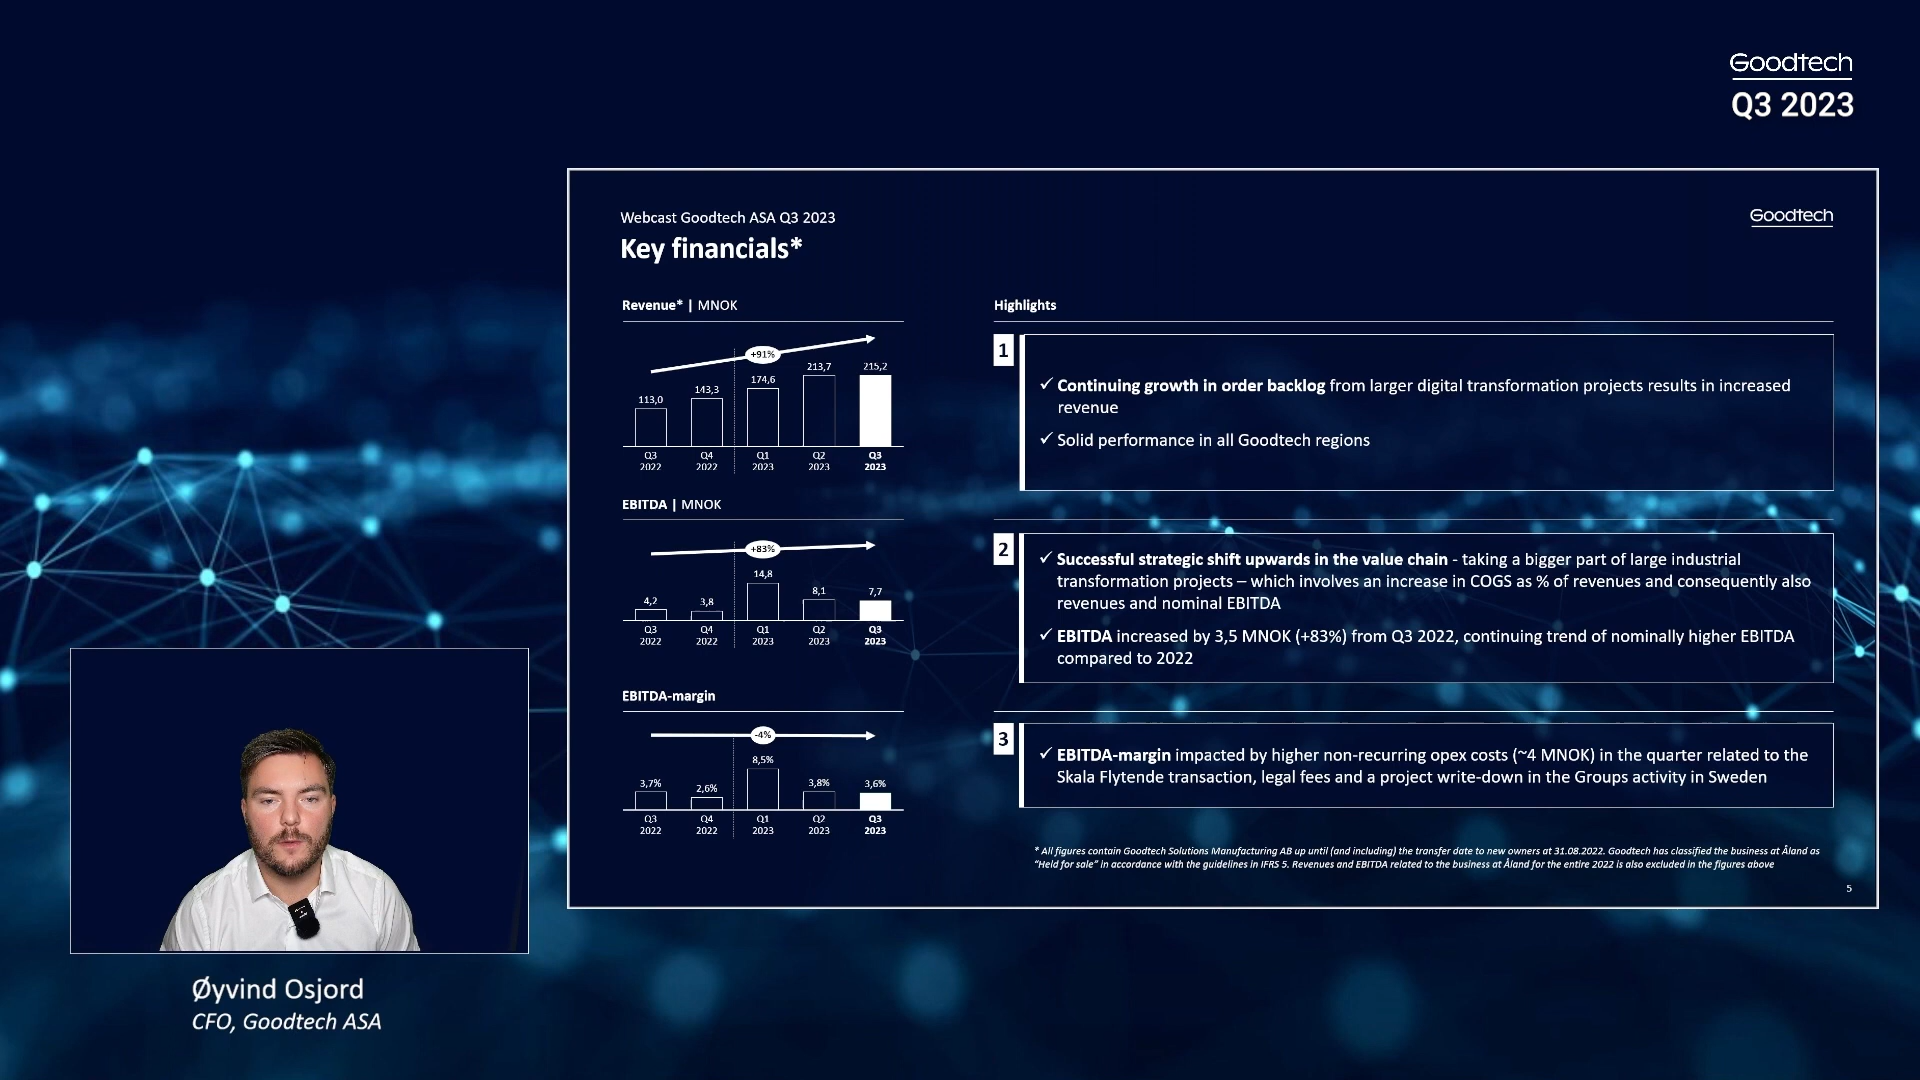 Goodtech
Q3 2023
Webcast Goodtech ASA Q3 2023
Goodtech
Key financials*
Revenue* | MNOK
+91%
113,0
143,3
174,6
213,7
215,2
Q3 2022
Q4 2022
Q1 2023
Q2 2023
Q3 2023
EBITDA | MNOK
+83%
4,2
3,8
14,8
8,1
7,7
Q3 2022
Q4 2022
Q1 2023
Q2 2023
Q3 2023
EBITDA-margin
-4%
3,7%
2,6%
8,5%
3,8%
3,6%
Q3 2022
Q4 2022
Q1 2023
Q2 2023
Q3 2023
Highlights
1
✓ Continuing growth in order backlog from larger digital transformation projects results in increased
revenue
✓ Solid performance in all Goodtech regions
2
✓ Successful strategic shift upwards in the value chain - taking a bigger part of large industrial
transformation projects – which involves an increase in COGS as % of revenues and consequently also
revenues and nominal EBITDA
✓ EBITDA increased by 3,5 MNOK (+83%) from Q3 2022, continuing trend of nominally higher EBITDA
compared to 2022
3
✓ EBITDA-margin impacted by higher non-recurring opex costs (~4 MNOK) in the quarter related to the
Skala Flytende transaction, legal fees and a project write-down in the Groups activity in Sweden
* All figures contain Goodtech Solutions Manufacturing AB up until (and including) the transfer date to new owners at 31.08.2022. Goodtech has classified the business at Åland as
"Held for sale" in accordance with the guidelines in IFRS 5. Revenues and EBITDA related to the business at Åland for the entire 2022 is also excluded in the figures above
5
Øyvind Osjord
CFO, Goodtech ASA